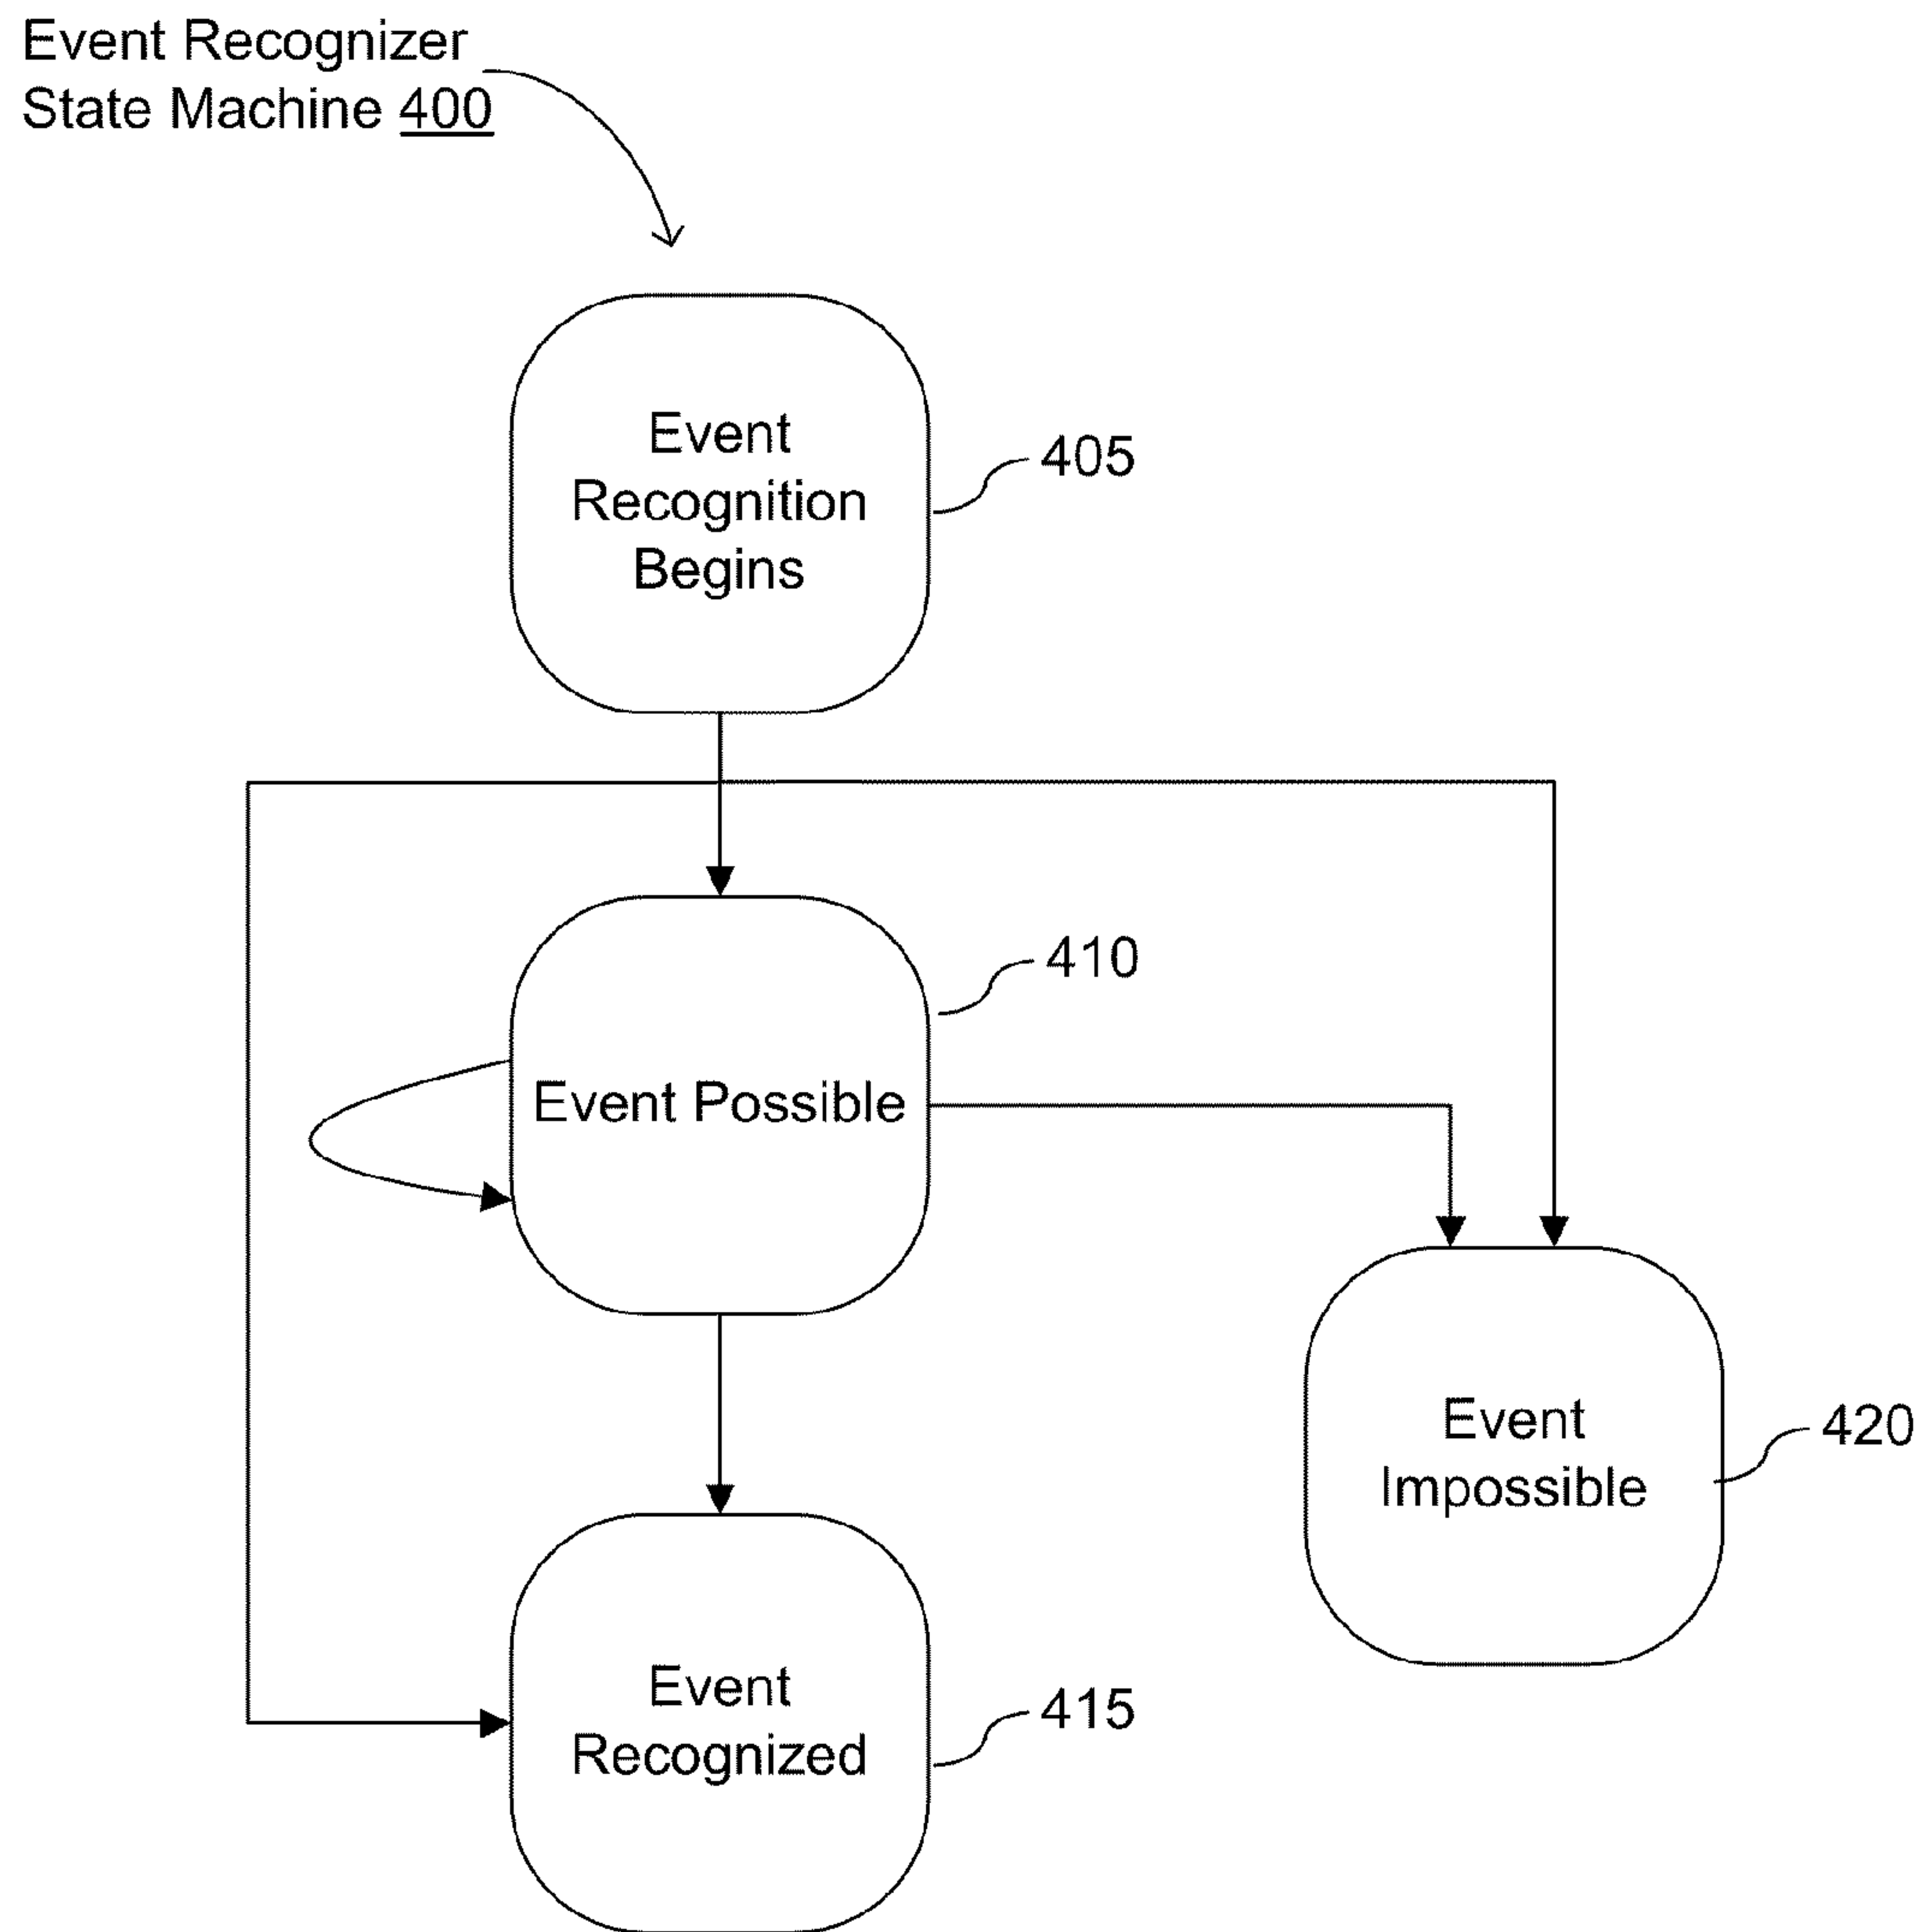 Event Recognizer
State Machine 400
Event
Recognition
Begins
405
410
Event Possible
Event
Impossible
420
Event
Recognized
415